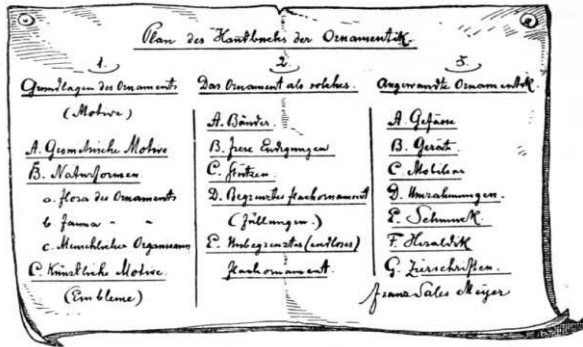 Plan des Handbuchs der Ornamentik.
1.
Grundlagen des Ornaments
(Motive)
A. Geometrische Motive
B. Naturformen
a. Flora des Ornaments
b Fauna " "
c. Menschlicher Organismus
C. Künstliche Motive.
(Embleme)
2.
Das Ornament als solches.
A. Bänder.
B. Freie Endigungen
C. Stützen.
D. Begrenztes Flachornament
(Füllungen.)
E. Unbegrenztes (endloses)
Flachornament.
3.
Angewandte Ornamentik.
A. Gefässe
B. Gerät.
C. Mobiliar
D. Umrahmungen.
E. Schmuck.
F. Heraldik
G. Zierschriften.
Franz Sales Meyer